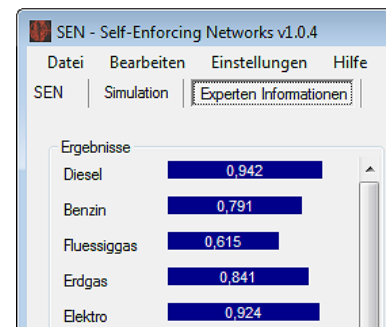 SEN - Self-Enforcing Networks v1.0.4
Datei Bearbeiten Einstellungen Hilfe
SEN Simulation Experten Informationen
Ergebnisse
Diesel 0,942
Benzin 0,791
Fluessiggas 0,615
Erdgas 0,841
Elektro 0,924